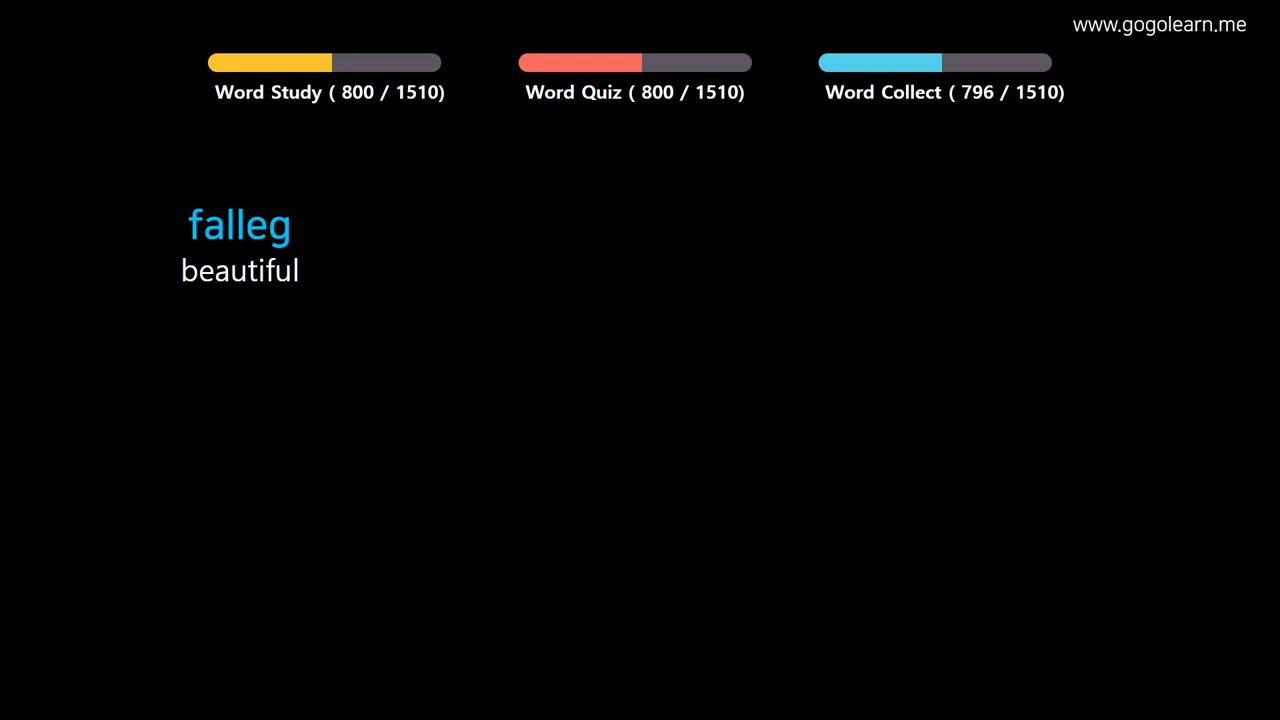 www.gogolearn.me
Word Study ( 800 / 1510)
Word Quiz ( 800 / 1510)
Word Collect ( 796 / 1510)
falleg
beautiful